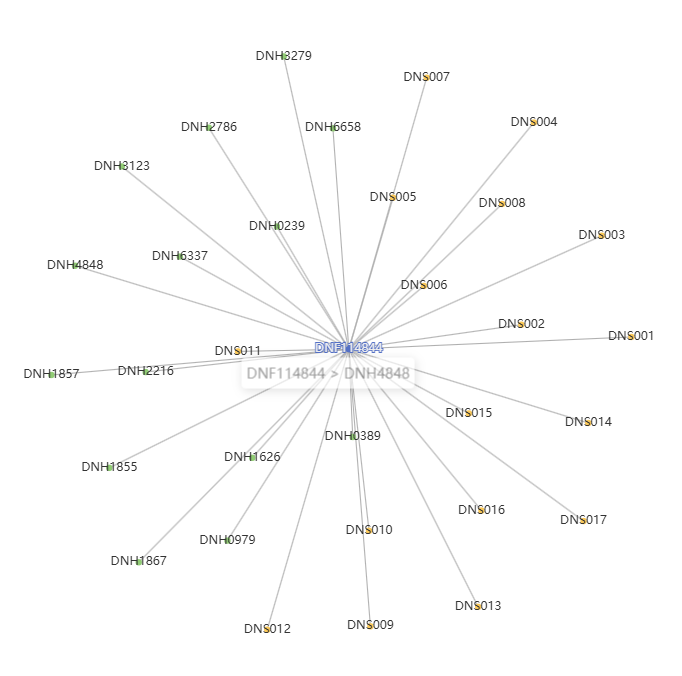 DNH3279
DNS007
DNS004
DNH2786
DNH6658
DNH3123
DNS005
DNS008
DNH0239
DNS003
DNH6337
DNH4848
DNS006
DNS002
DNS001
DNF114844
DNS011
DNH2216
DNH1857
DNF114844 > DNH4848
DNS015
DNS014
DNH0389
DNH1626
DNH1855
DNS016
DNS017
DNS010
DNH0979
DNH1867
DNS013
DNS009
DNS012